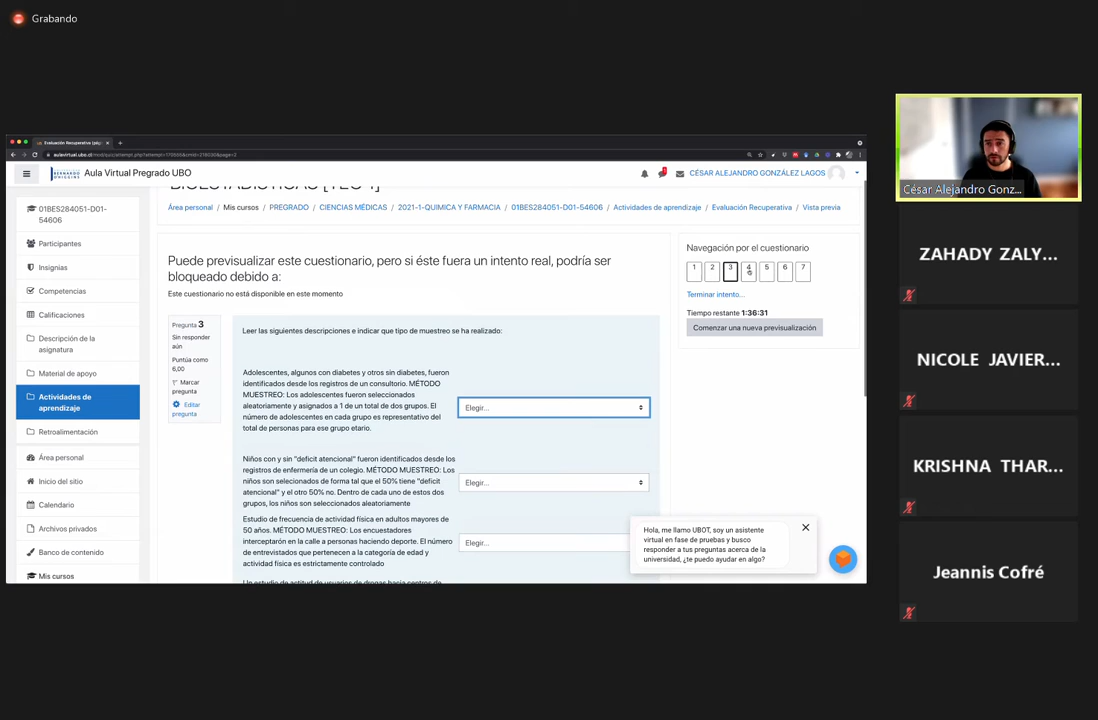 Grabando
Evaluación Recuperativa (pág
Aula Virtual Pregrado UBO
CÉSAR ALEJANDRO GONZÁLEZ LAGOS
Área personal / Mis cursos / PREGRADO / CIENCIAS MÉDICAS / 2021-1-QUIMICA Y FARMACIA / 01BES284051-D01-54606 / Actividades de aprendizaje / Evaluación Recuperativa / Vista previa
01BES284051-D01-
54606
Participantes
Insignias
Competencias
Calificaciones
Descripción de la
asignatura
Material de apoyo
Actividades de
aprendizaje
Retroalimentación
Área personal
Inicio del sitio
Calendario
Archivos privados
Banco de contenido
Mis cursos
Puede previsualizar este cuestionario, pero si éste fuera un intento real, podría ser
bloqueado debido a:
Este cuestionario no está disponible en este momento
Pregunta 3
Sin responder
aún
Puntúa como
6,00
Marcar
pregunta
Editar
pregunta
Leer las siguientes descripciones e indicar que tipo de muestreo se ha realizado:
Adolescentes, algunos con diabetes y otros sin diabetes, fueron
identificados desde los registros de un consultorio. MÉTODO
MUESTREO: Los adolescentes fueron seleccionados
aleatoriamente y asignados a 1 de un total de dos grupos. El
número de adolescentes en cada grupo es representativo del
total de personas para ese grupo etario.
Elegir...
Niños con y sin "deficit atencional" fueron identificados desde los
registros de enfermería de un colegio. MÉTODO MUESTREO: Los
niños son selecionados de forma tal que el 50% tiene "deficit
atencional" y el otro 50% no. Dentro de cada uno de estos dos
grupos, los niños son seleccionados aleatoriamente
Elegir...
Estudio de frecuencia de actividad física en adultos mayores de
50 años. MÉTODO MUESTREO: Los encuestadores
interceptarón en la calle a personas haciendo deporte. El número
de entrevistados que pertenecen a la categoría de edad y
actividad física es estrictamente controlado
Elegir...
Un estudio de actitud de usuarios de drogas hacia centros de
Navegación por el cuestionario
1 2 3 4 5 6 7
Terminar intento...
Tiempo restante 1:36:31
Comenzar una nueva previsualización
Hola, me llamo UBOT, soy un asistente
virtual en fase de pruebas y busco
responder a tus preguntas acerca de la
universidad, ¿te puedo ayudar en algo?
César Alejandro Gonz...
ZAHADY ZALY...
NICOLE JAVIER...
KRISHNA THAR...
Jeannis Cofré